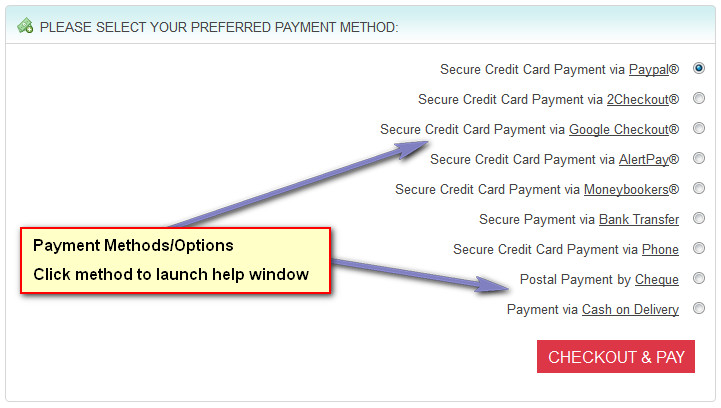 PLEASE SELECT YOUR PREFERRED PAYMENT METHOD:
Secure Credit Card Payment via Paypal®
Secure Credit Card Payment via 2Checkout®
Secure Credit Card Payment via Google Checkout®
Secure Credit Card Payment via AlertPay®
Secure Credit Card Payment via Moneybookers®
Secure Payment via Bank Transfer
Secure Credit Card Payment via Phone
Postal Payment by Cheque
Payment via Cash on Delivery
Payment Methods/Options
Click method to launch help window
CHECKOUT & PAY